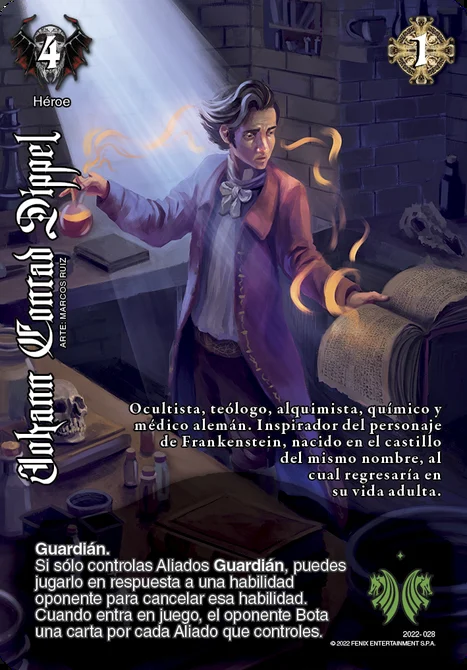 4
1
Héroe
Johann Conrad Dippel
ARTE: MARCOS RUIZ
Ocultista, teólogo, alquimista, químico y
médico alemán. Inspirador del personaje
de Frankenstein, nacido en el castillo
del mismo nombre, al
cual regresaría en
su vida adulta.
Guardián.
Si sólo controlas Aliados Guardián, puedes
jugarlo en respuesta a una habilidad
oponente para cancelar esa habilidad.
Cuando entra en juego, el oponente Bota
una carta por cada Aliado que controles.
2022- 028
© 2022 FENIX ENTERTAINMENT S.P.A.